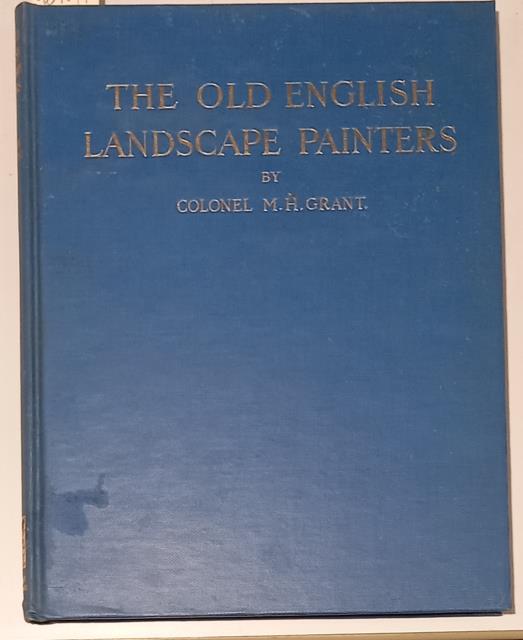 THE OLD ENGLISH
LANDSCAPE PAINTERS
BY
COLONEL M.H.GRANT.